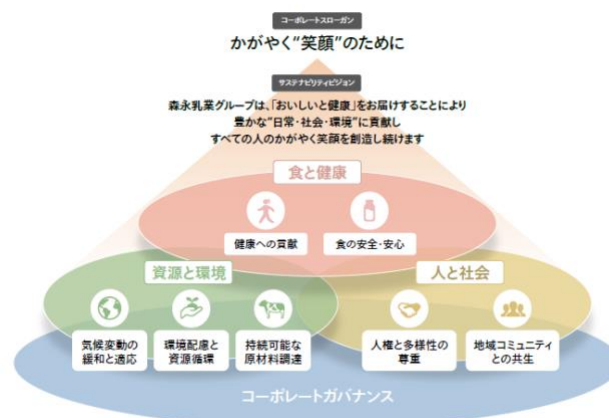 コーポレートスローガン
かがやく“笑顔”のために
サステナビリティビジョン
森永乳業グループは、「おいしいと健康」をお届けすることにより
豊かな“日常・社会・環境”に貢献し
すべての人のかがやく笑顔を創造し続けます
食と健康
健康への貢献
食の安全・安心
資源と環境
人と社会
気候変動の
緩和と適応
環境配慮と
資源循環
持続可能な
原材料調達
人権と多様性の
尊重
地域コミュニティ
との共生
コーポレートガバナンス